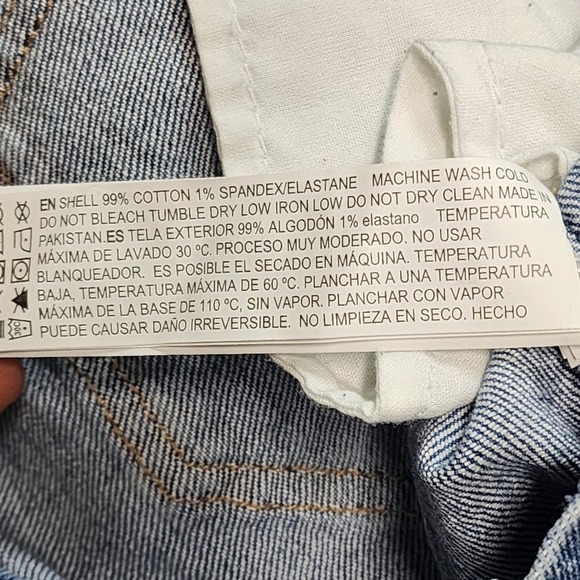 EN SHELL 99% COTTON 1% SPANDEX/ELASTANE MACHINE WASH COLD
DO NOT BLEACH TUMBLE DRY LOW IRON LOW DO NOT DRY CLEAN MADE IN
PAKISTAN.ES TELA EXTERIOR 99% ALGODÓN 1% elastano TEMPERATURA
MÁXIMA DE LAVADO 30 ºC. PROCESO MUY MODERADO. NO USAR
BLANQUEADOR. ES POSIBLE EL SECADO EN MÁQUINA. TEMPERATURA
BAJA, TEMPERATURA MÁXIMA DE 60 ºC. PLANCHAR A UNA TEMPERATURA
MÁXIMA DE LA BASE DE 110 ºC, SIN VAPOR. PLANCHAR CON VAPOR
PUEDE CAUSAR DAÑO IRREVERSIBLE. NO LIMPIEZA EN SECO. HECHO